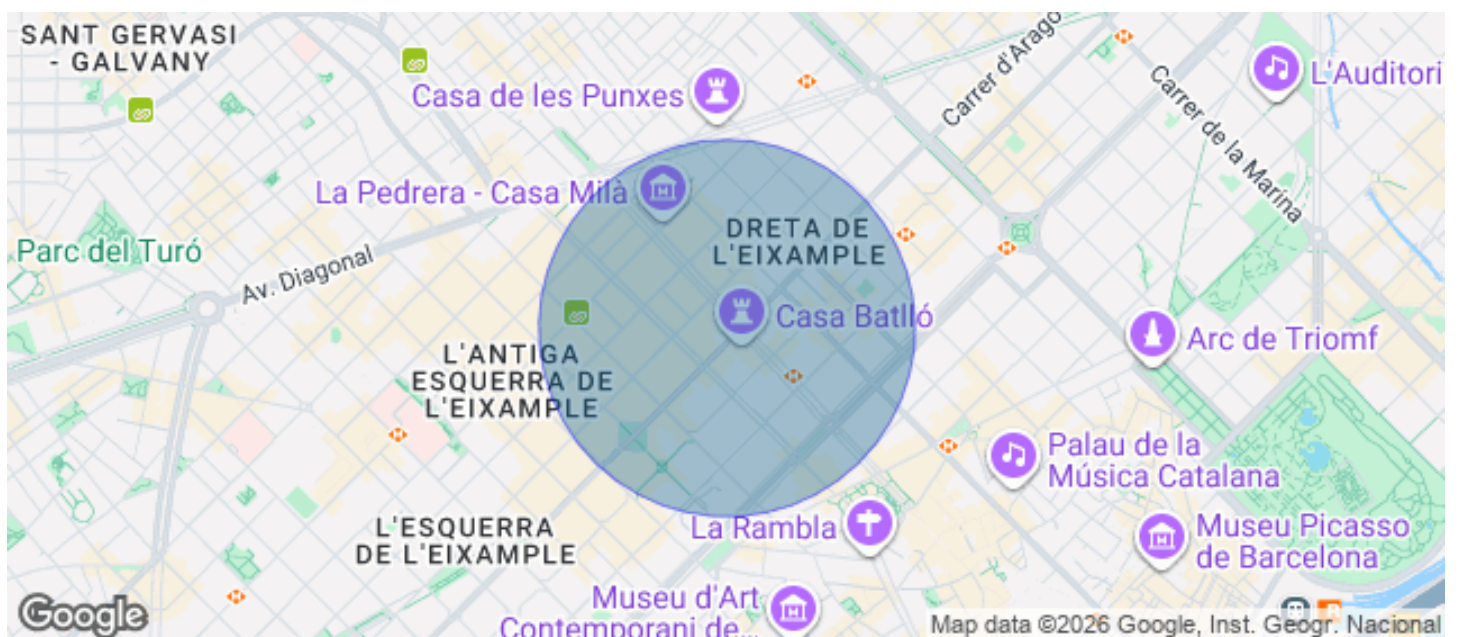 SANT GERVASI
- GALVANY
Casa de les Punxes
Carrer d'Arago
L'Auditori
Carrer de la Marina
La Pedrera - Casa Milà
DRETA DE
L'EIXAMPLE
Parc del Turó
Av. Diagonal
Casa Batlló
Arc de Triomf
L'ANTIGA
ESQUERRA DE
L'EIXAMPLE
Palau de la
Música Catalana
L'ESQUERRA
DE L'EIXAMPLE
La Rambla
Museu Picasso
de Barcelona
Museu d'Art
Contemporani de...
Google
Map data ©2026 Google, Inst. Geogr. Nacional